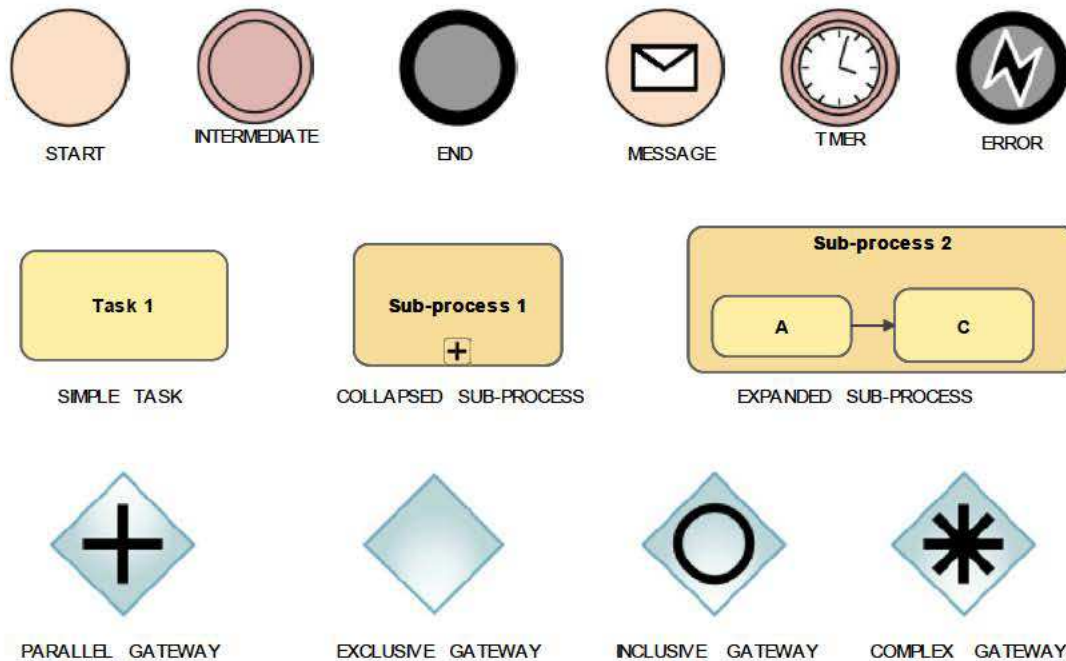 START
INTERMEDIATE
END
MESSAGE
TMER
ERROR
Task 1
Sub-process 1
Sub-process 2
A
C
SIMPLE TASK
COLLAPSED SUB-PROCESS
EXPANDED SUB-PROCESS
PARALLEL GATEWAY
EXCLUSIVE GATEWAY
INCLUSIVE GATEWAY
COMPLEX GATEWAY